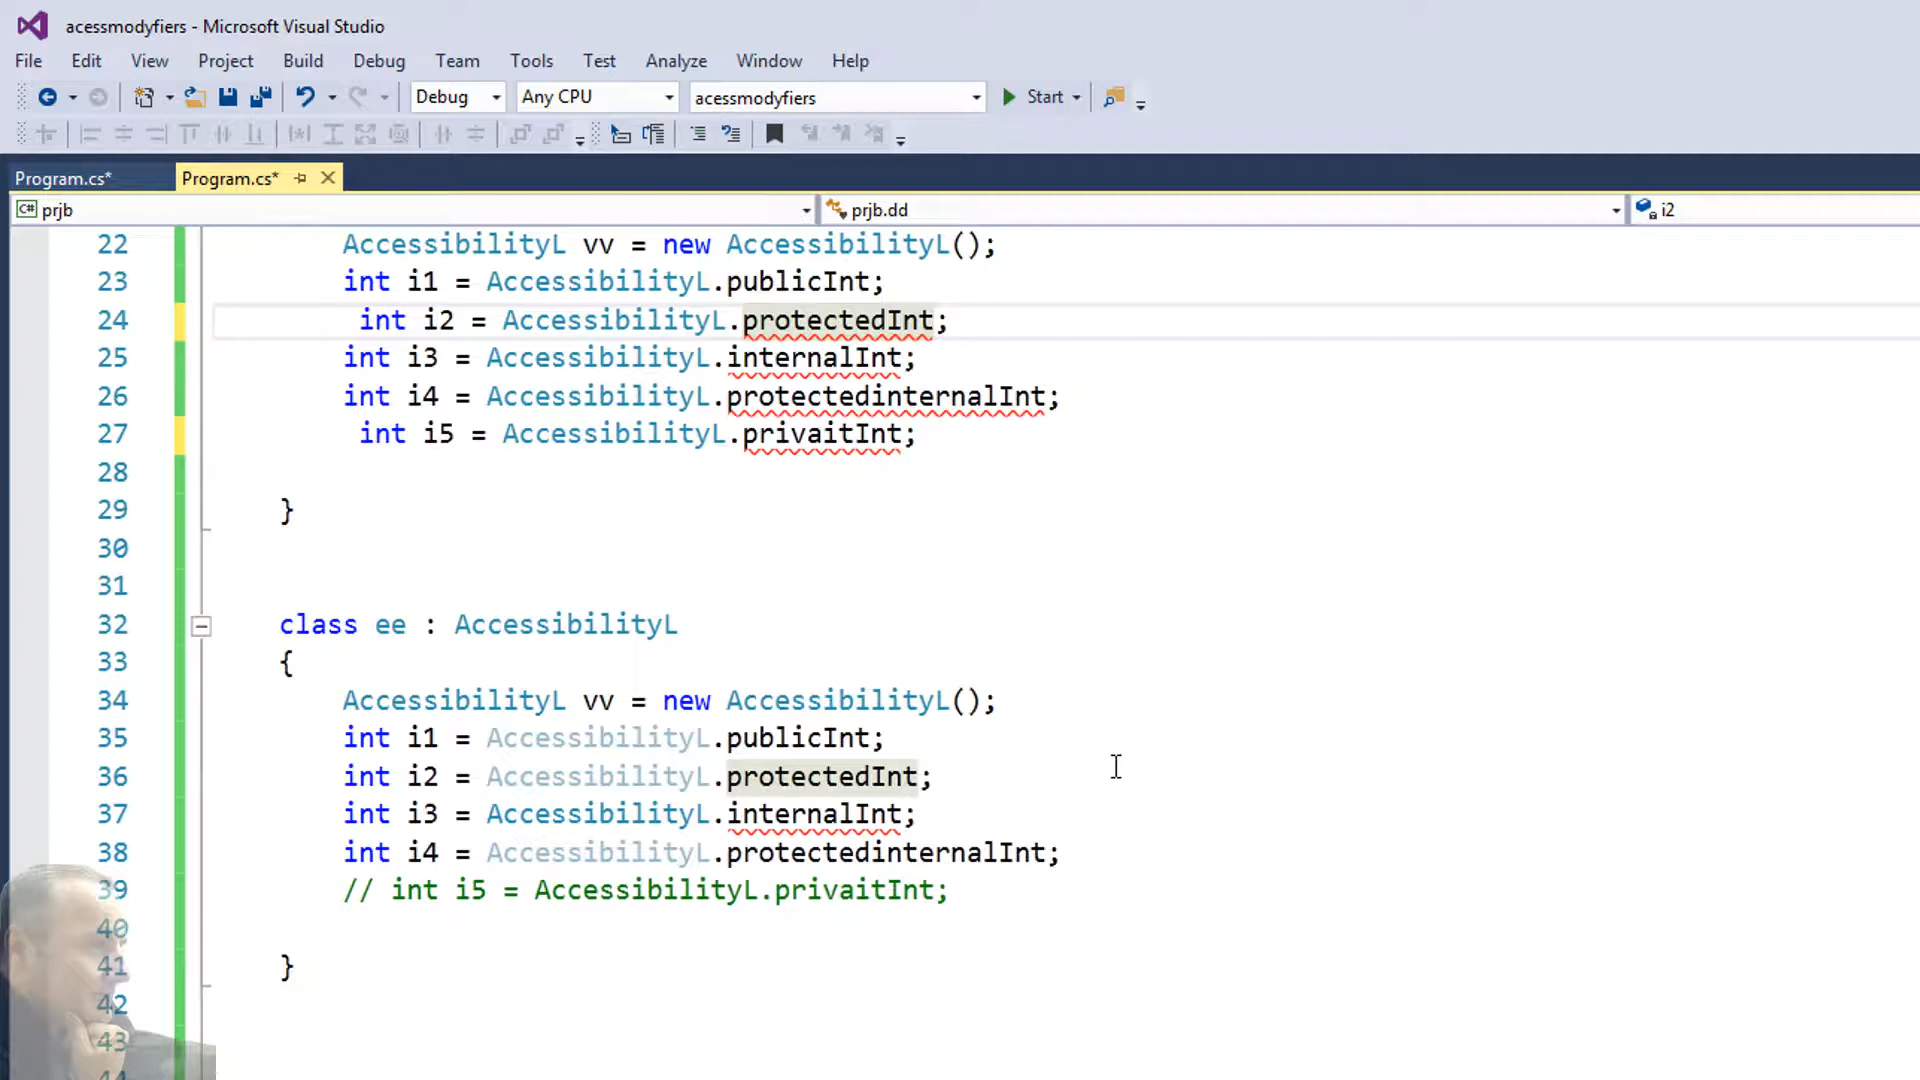 acessmodyfiers - Microsoft Visual Studio
File Edit View Project Build Debug Team Tools Test Analyze Window Help
Debug Any CPU acessmodyfiers Start
Program.cs* Program.cs*
C# prjb prjb.dd i2
22 AccessibilityL vv = new AccessibilityL();
23 int i1 = AccessibilityL.publicInt;
24 int i2 = AccessibilityL.protectedInt;
25 int i3 = AccessibilityL.internalInt;
26 int i4 = AccessibilityL.protectedinternalInt;
27 int i5 = AccessibilityL.privaitInt;
28
29 }
30
31
32 class ee : AccessibilityL
33 {
34 AccessibilityL vv = new AccessibilityL();
35 int i1 = AccessibilityL.publicInt;
36 int i2 = AccessibilityL.protectedInt;
37 int i3 = AccessibilityL.internalInt;
38 int i4 = AccessibilityL.protectedinternalInt;
39 // int i5 = AccessibilityL.privaitInt;
40
41 }
42
43